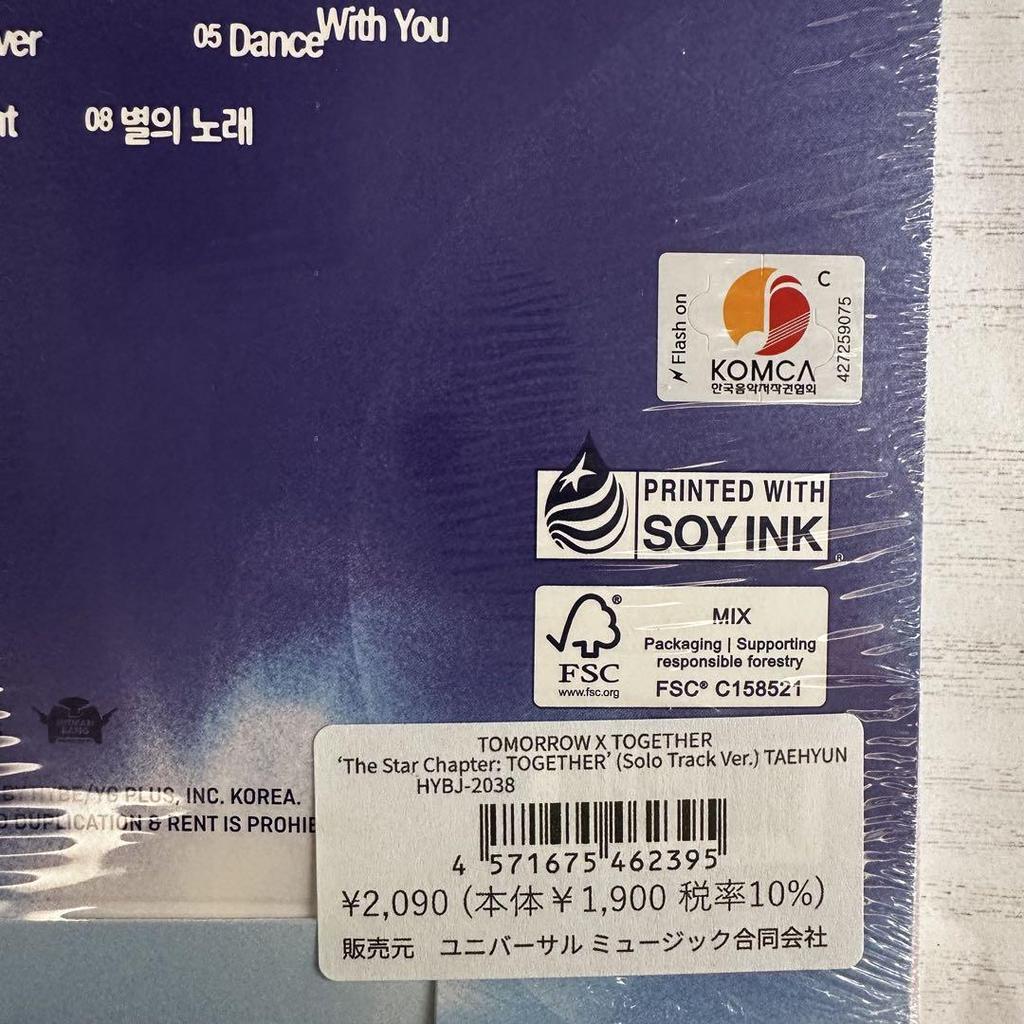 ver
05 Dance With You
nt
08 별의 노래
C
Flash on
427259075
KOMCA
한국음악저작권협회
PRINTED WITH
SOY INK
®
®
MIX
FSC
www.fsc.org
Packaging | Supporting
responsible forestry
FSC® C158521
HYBE/YG PLUS, INC. KOREA.
DUPLICATION & RENT IS PROHIB
TOMORROW X TOGETHER
‘The Star Chapter: TOGETHER’ (Solo Track Ver.) TAEHYUN
HYBJ-2038
4 571675 462395
¥2,090 (本体¥1,900 税率10%)
販売元 ユニバーサル ミュージック合同会社